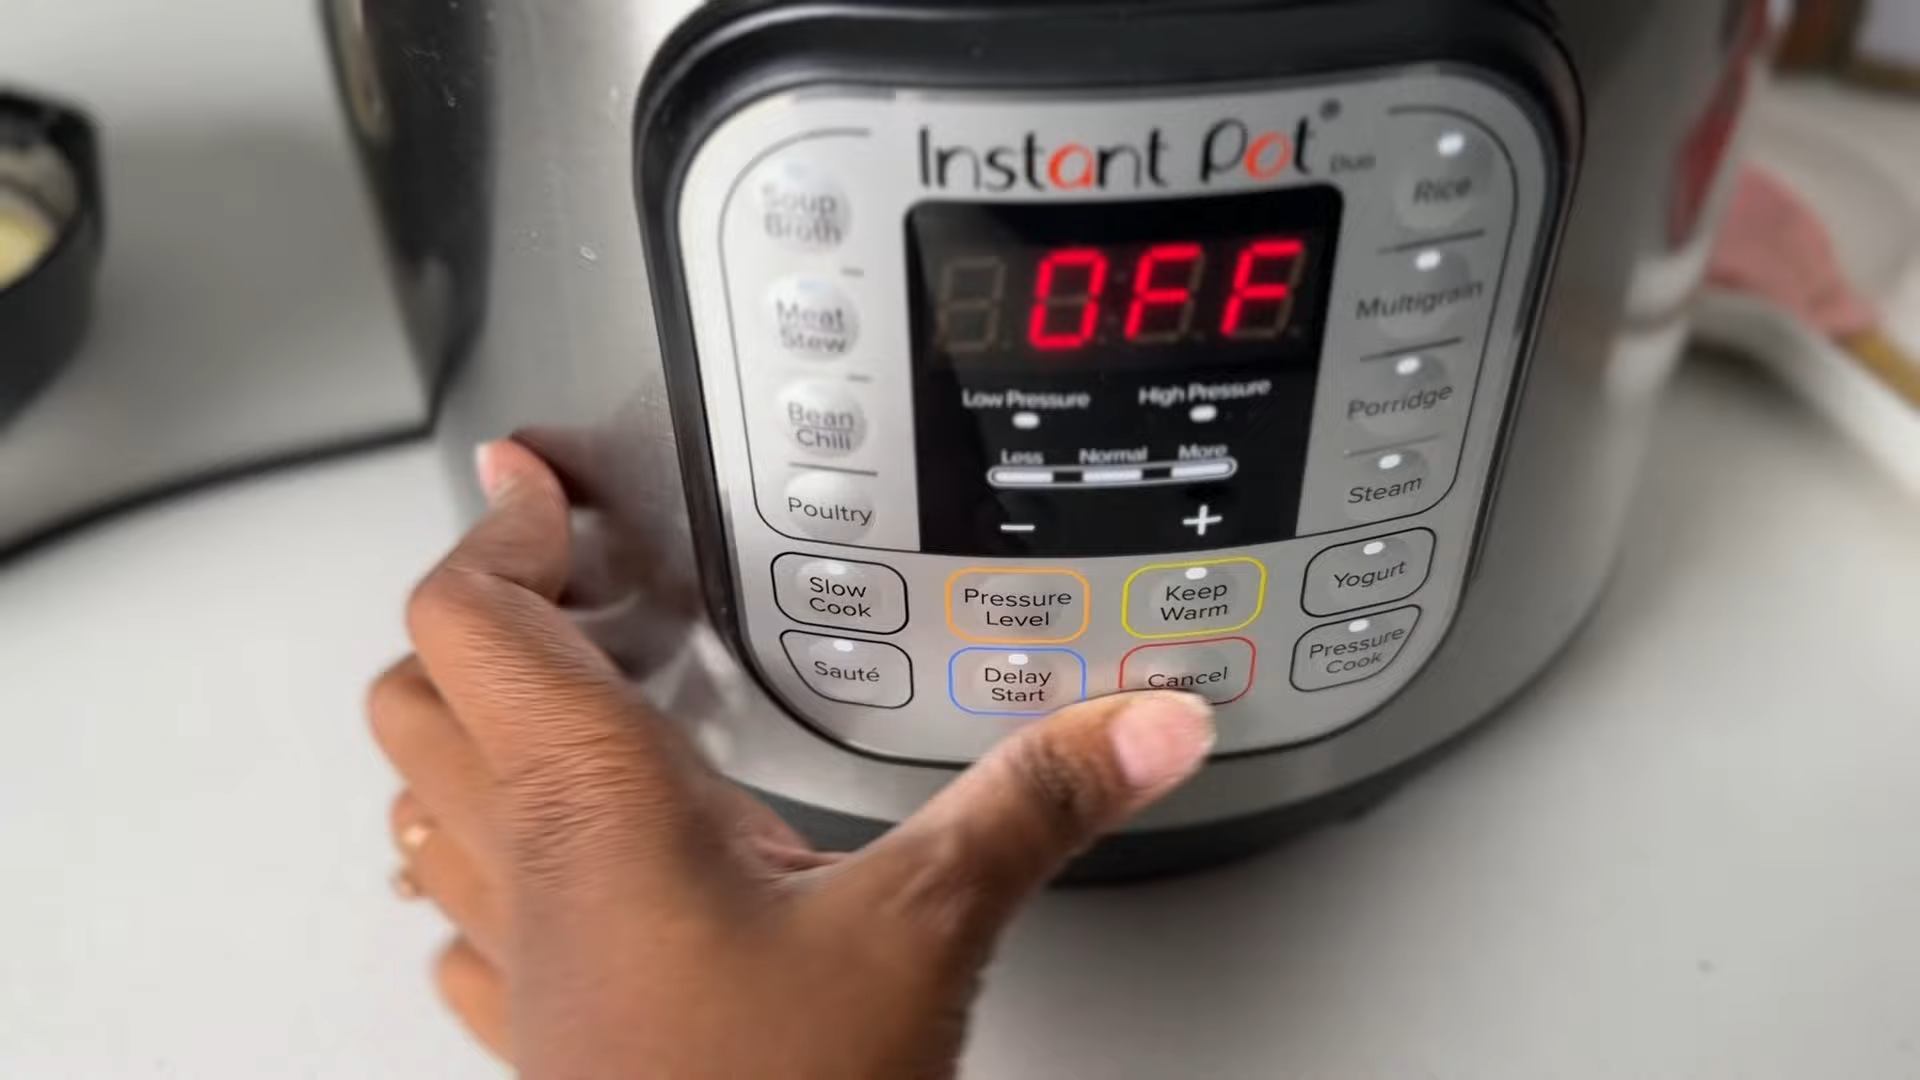 Instant Pot® Duo
OFF
Low Pressure
High Pressure
Less Normal More
− +
Soup
Broth
Meat
Stew
Bean
Chili
Poultry
Rice
Multigrain
Porridge
Steam
Slow
Cook
Pressure
Level
Keep
Warm
Yogurt
Sauté
Delay
Start
Cancel
Pressure
Cook